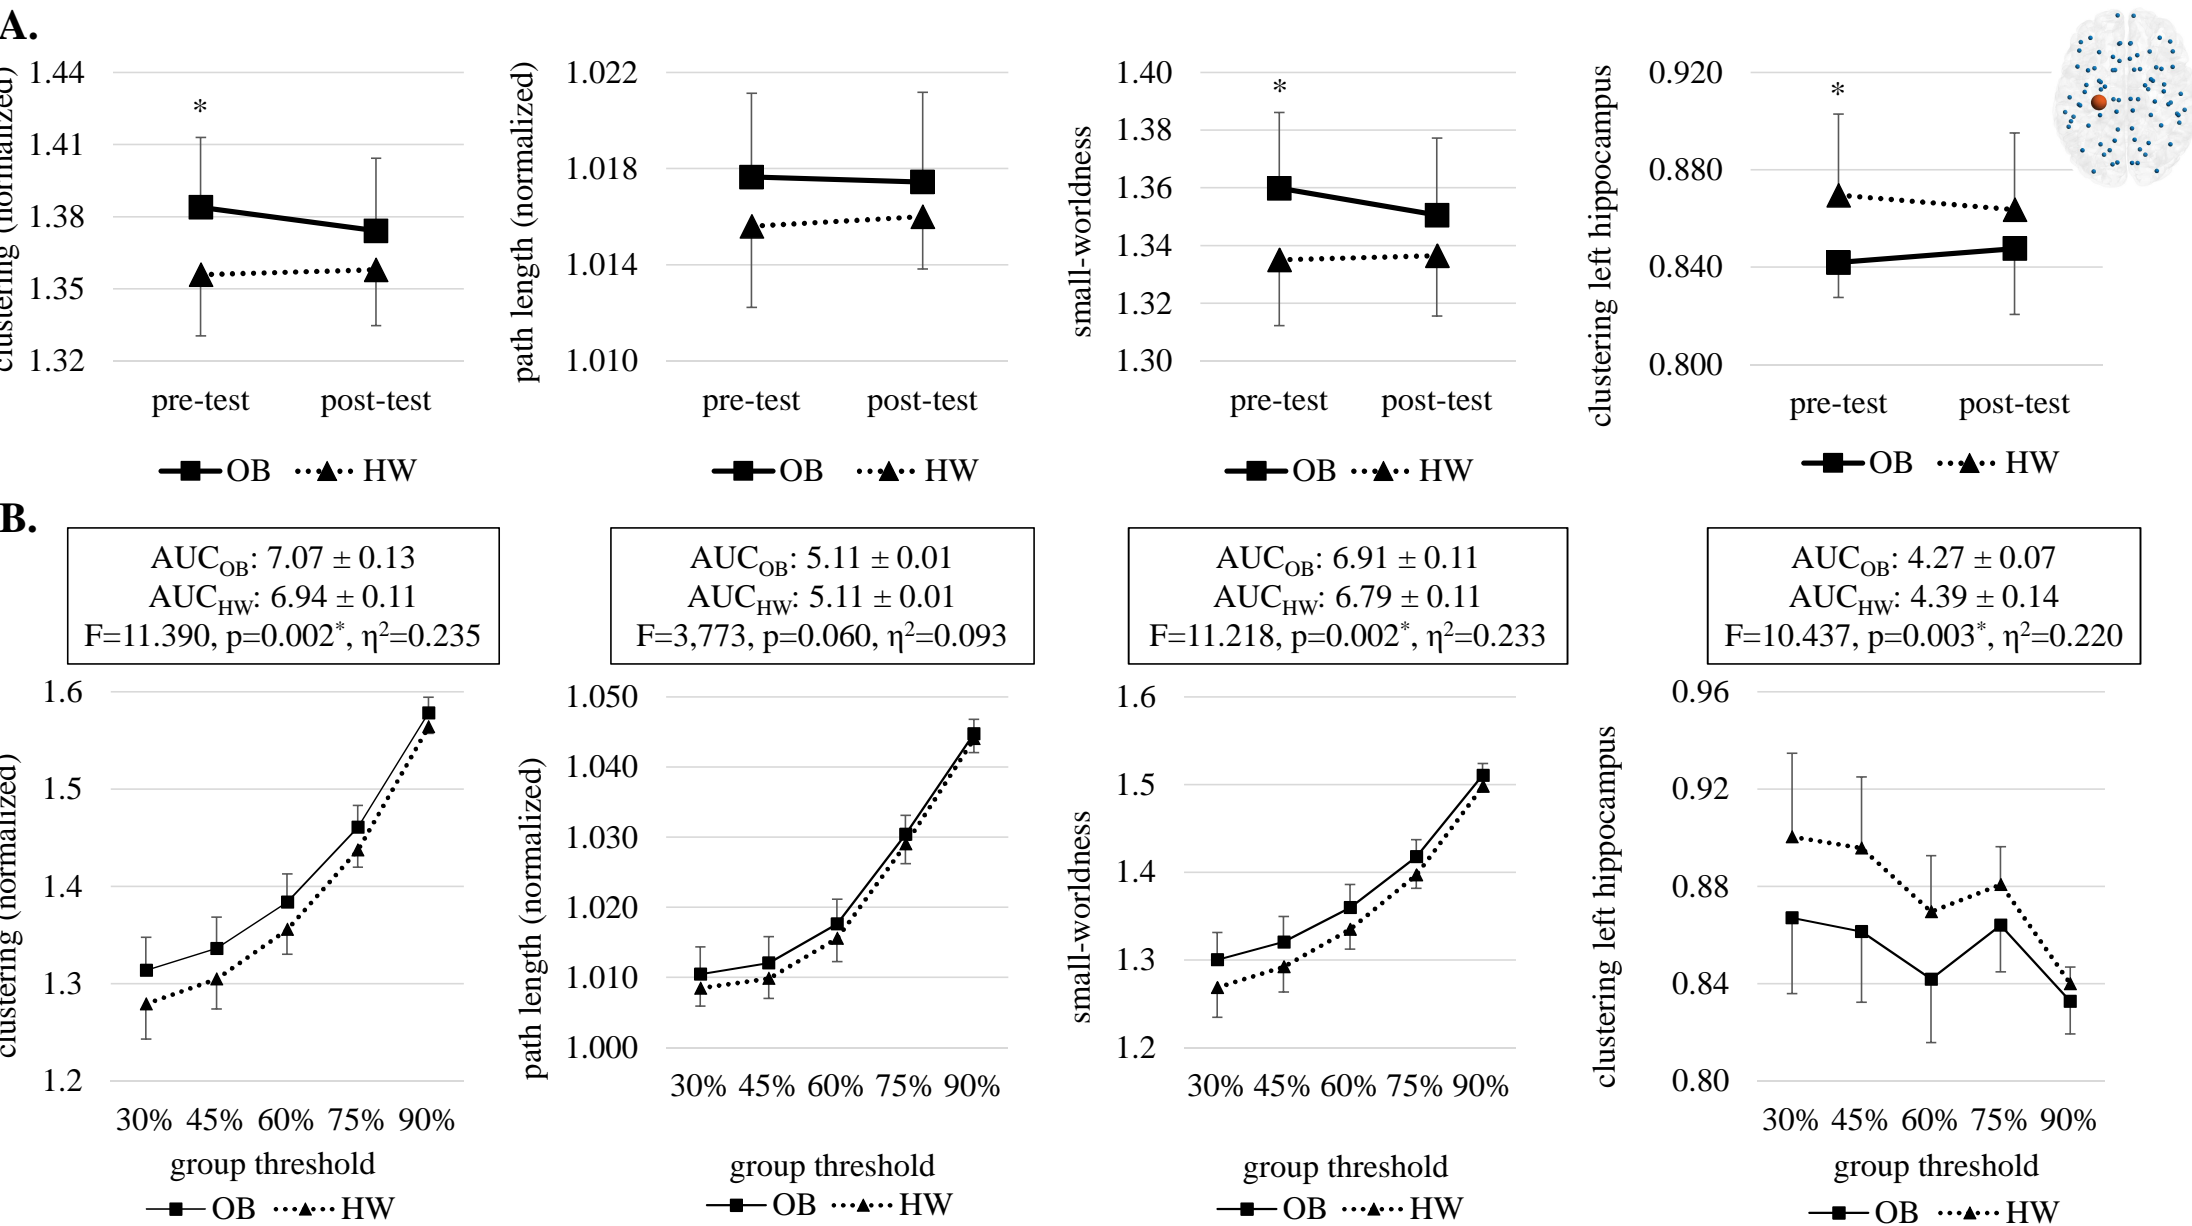 A.
clustering (normalized)
1.44
1.41
1.38
1.35
1.32
*
pre-test post-test
OB HW
path length (normalized)
1.022
1.018
1.014
1.010
pre-test post-test
OB HW
small-worldness
1.40
1.38
1.36
1.34
1.32
1.30
*
pre-test post-test
OB HW
clustering left hippocampus
0.920
0.880
0.840
0.800
*
pre-test post-test
OB HW
B.
AUC_OB: 7.07 ± 0.13
AUC_HW: 6.94 ± 0.11
F=11.390, p=0.002*, η²=0.235
clustering (normalized)
1.6
1.5
1.4
1.3
1.2
30% 45% 60% 75% 90%
group threshold
OB HW
AUC_OB: 5.11 ± 0.01
AUC_HW: 5.11 ± 0.01
F=3,773, p=0.060, η²=0.093
path length (normalized)
1.050
1.040
1.030
1.020
1.010
1.000
30% 45% 60% 75% 90%
group threshold
OB HW
AUC_OB: 6.91 ± 0.11
AUC_HW: 6.79 ± 0.11
F=11.218, p=0.002*, η²=0.233
small-worldness
1.6
1.5
1.4
1.3
1.2
30% 45% 60% 75% 90%
group threshold
OB HW
AUC_OB: 4.27 ± 0.07
AUC_HW: 4.39 ± 0.14
F=10.437, p=0.003*, η²=0.220
clustering left hippocampus
0.96
0.92
0.88
0.84
0.80
30% 45% 60% 75% 90%
group threshold
OB HW